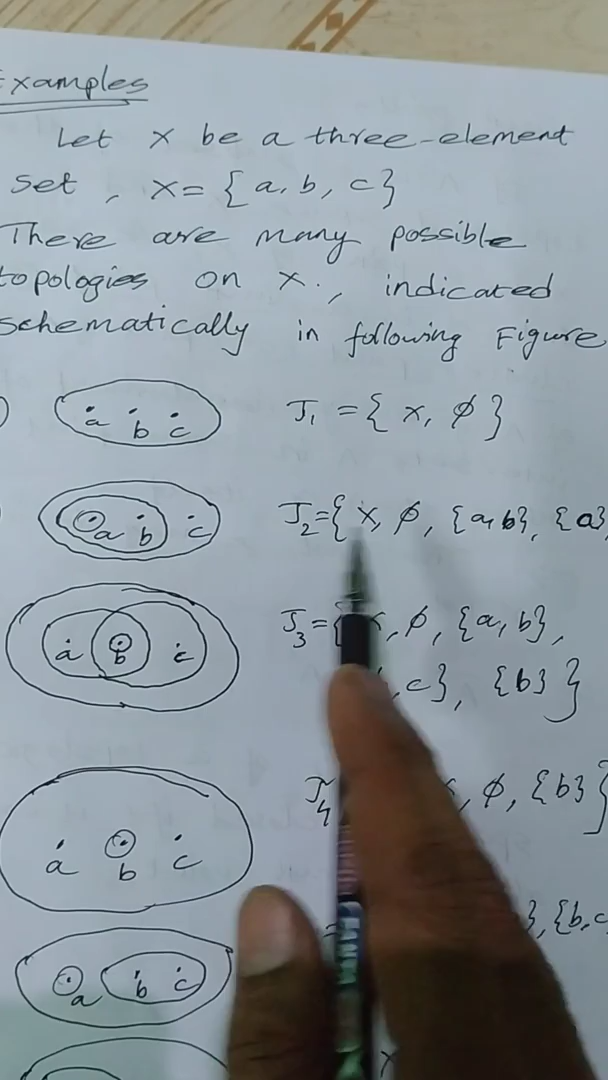 Examples
Let X be a three-element
set, X = {a, b, c}
There are many possible
topologies on X., indicated
schematically in following Figure
a b c J₁ = {X, ϕ}
a b c J₂ = {X, ϕ, {a,b}, {a},
a b c J₃ = {X, ϕ, {a, b},
, c}, {b}}
a b c J₄ , ϕ, {b}}
}, {b,c
a b c